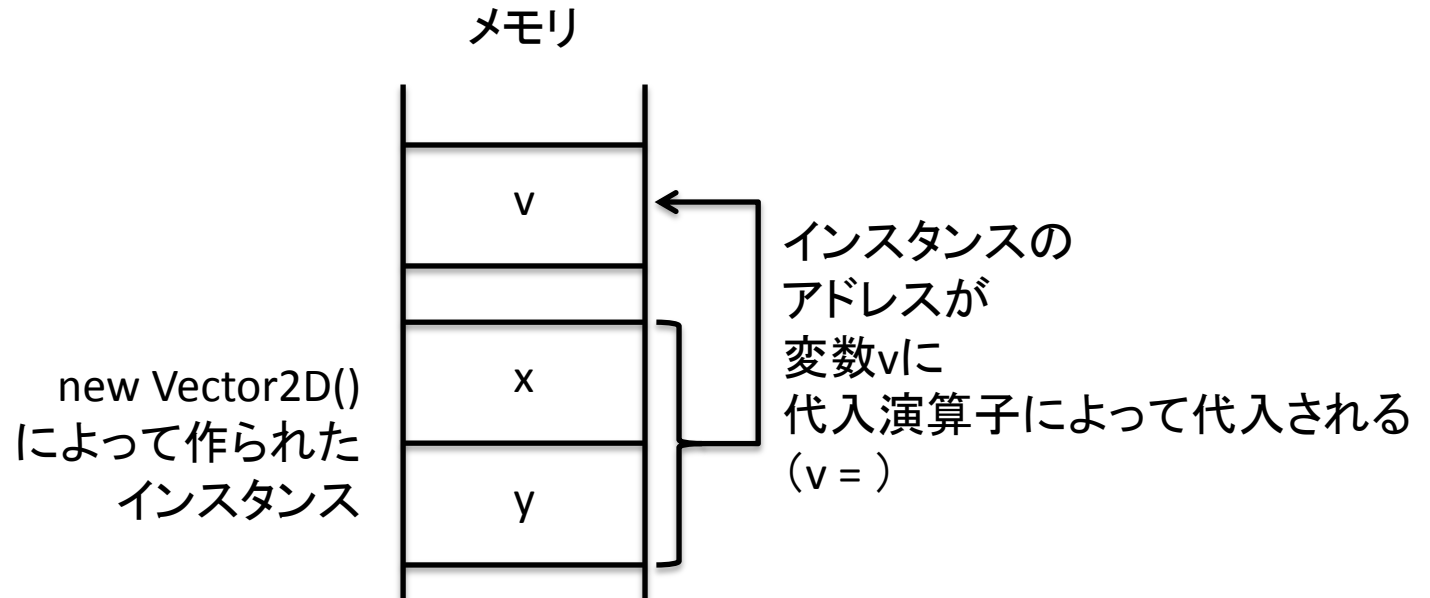 メモリ
v
インスタンスの
アドレスが
変数vに
代入演算子によって代入される
(v = )
new Vector2D()
によって作られた
インスタンス
x
y